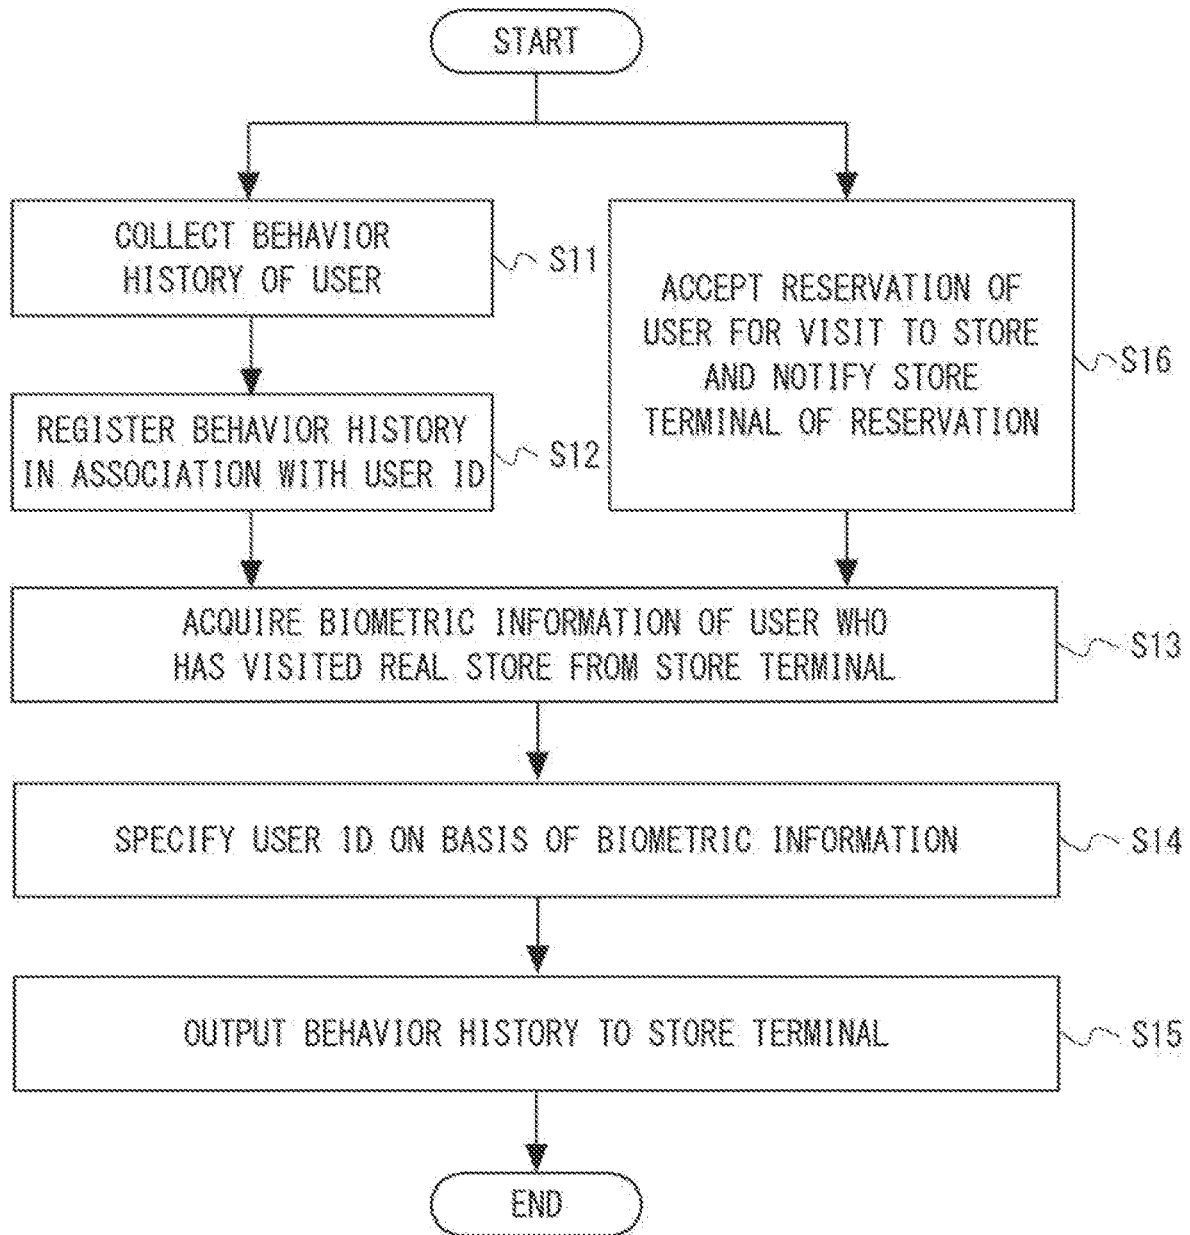 START
COLLECT BEHAVIOR
HISTORY OF USER
S11
REGISTER BEHAVIOR HISTORY
IN ASSOCIATION WITH USER ID
S12
ACCEPT RESERVATION OF
USER FOR VISIT TO STORE
AND NOTIFY STORE
TERMINAL OF RESERVATION
S16
ACQUIRE BIOMETRIC INFORMATION OF USER WHO
HAS VISITED REAL STORE FROM STORE TERMINAL
S13
SPECIFY USER ID ON BASIS OF BIOMETRIC INFORMATION
S14
OUTPUT BEHAVIOR HISTORY TO STORE TERMINAL
S15
END